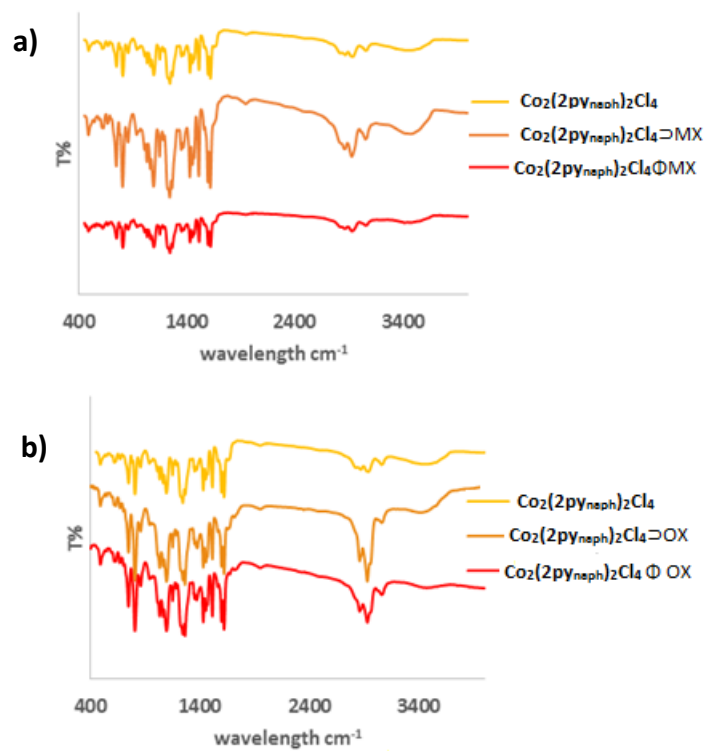 a)
T%
Co₂(2pyₙₐₚₕ)₂Cl₄
Co₂(2pyₙₐₚₕ)₂Cl₄⊃MX
Co₂(2pyₙₐₚₕ)₂Cl₄ΦMX
400 1400 2400 3400
wavelength cm⁻¹
b)
T%
Co₂(2pyₙₐₚₕ)₂Cl₄
Co₂(2pyₙₐₚₕ)₂Cl₄⊃OX
Co₂(2pyₙₐₚₕ)₂Cl₄ Φ OX
400 1400 2400 3400
wavelength cm⁻¹